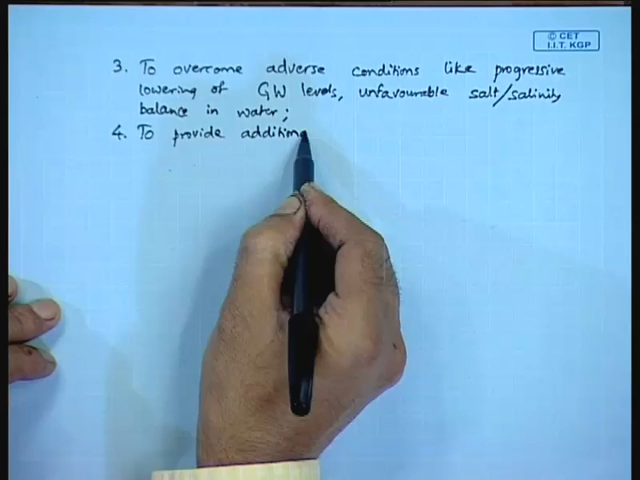 © CET
I.I.T. KGP
3. To overcome adverse conditions like progressive
lowering of GW levels, unfavourable salt/salinity
balance in water;
4. To provide addition